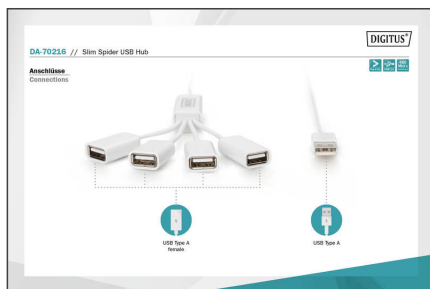 DIGITUS®
DA-70216 // Slim Spider USB Hub
Anschlüsse
Connections
USB Type A
female
USB Type A